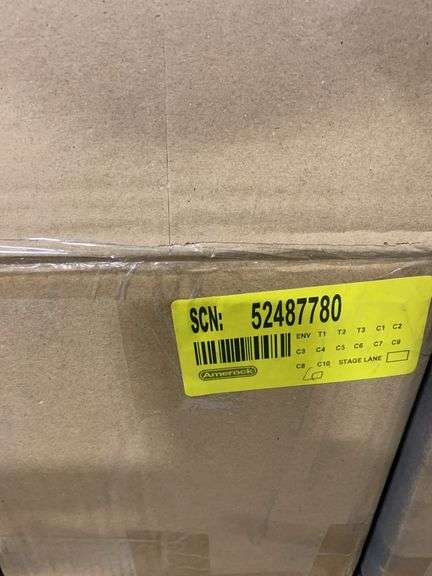 SCN: 52487780
ENV T1 T2 T3 C1 C2
C3 C4 C5 C6 C7 C9
C8 C10 STAGE LANE
Amerock